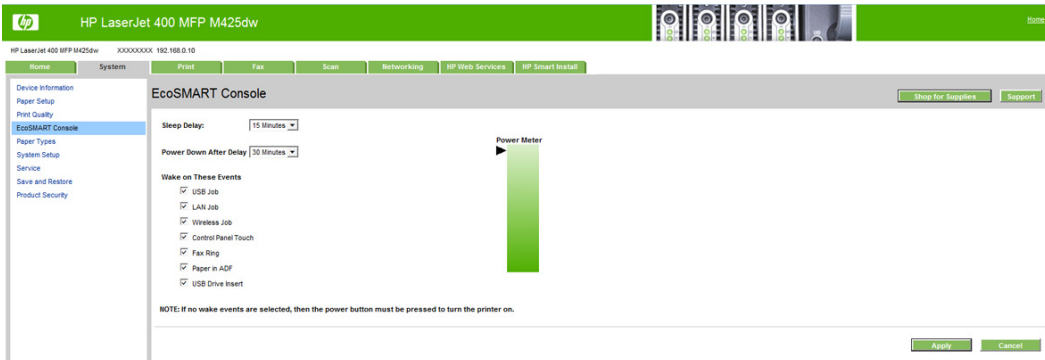 hp HP LaserJet 400 MFP M425dw
Home
HP LaserJet 400 MFP M425dw XXXXXXXX 192.168.0.10
Home System Print Fax Scan Networking HP Web Services HP Smart Install
Device Information
Paper Setup
Print Quality
EcoSMART Console
Paper Types
System Setup
Service
Save and Restore
Product Security
EcoSMART Console
Shop for Supplies Support
Sleep Delay: 15 Minutes
Power Down After Delay 30 Minutes
Power Meter
Wake on These Events
USB Job
LAN Job
Wireless Job
Control Panel Touch
Fax Ring
Paper in ADF
USB Drive Insert
NOTE: If no wake events are selected, then the power button must be pressed to turn the printer on.
Apply Cancel